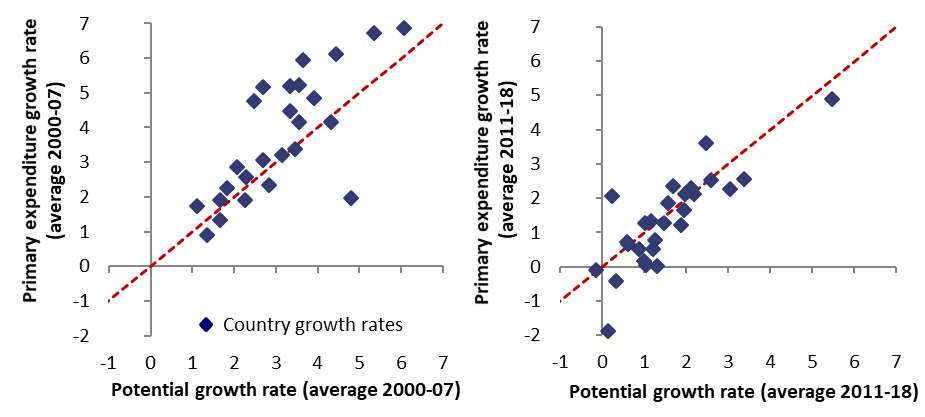 Primary expenditure growth rate
(average 2000-07)
7
6
5
4
3
2
1
0
-1
-2
Country growth rates
-1 0 1 2 3 4 5 6 7
Potential growth rate (average 2000-07)
Primary expenditure growth rate
(average 2011-18)
7
6
5
4
3
2
1
0
-1
-2
-1 0 1 2 3 4 5 6 7
Potential growth rate (average 2011-18)